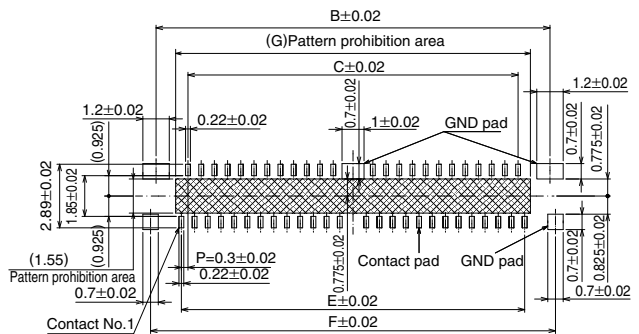 B±0.02
(G)Pattern prohibition area
C±0.02
1.2±0.02
1.2±0.02
0.22±0.02
0.7±0.02
1±0.02
GND pad
0.7±0.02
0.775±0.02
(0.925)
2.89±0.02
1.85±0.02
(0.925)
(1.55)
Pattern prohibition area
P=0.3±0.02
0.22±0.02
0.775±0.02
Contact pad
GND pad
0.7±0.02
0.825±0.02
0.7±0.02
0.7±0.02
E±0.02
Contact No.1
F±0.02